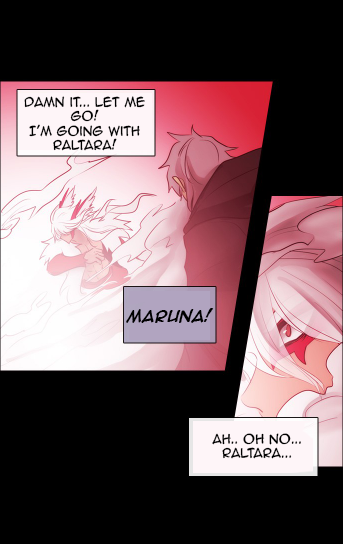 DAMN IT... LET ME
GO!
I'M GOING WITH
RALTARA!
MARUNA!
AH.. OH NO...
RALTARA...